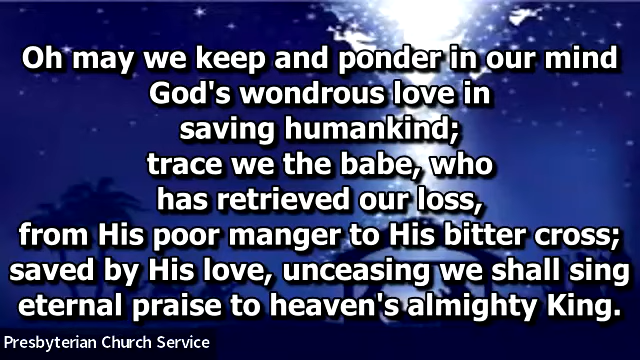 Oh may we keep and ponder in our mind
God's wondrous love in
saving humankind;
trace we the babe, who
has retrieved our loss,
from His poor manger to His bitter cross;
saved by His love, unceasing we shall sing
eternal praise to heaven's almighty King.
Presbyterian Church Service